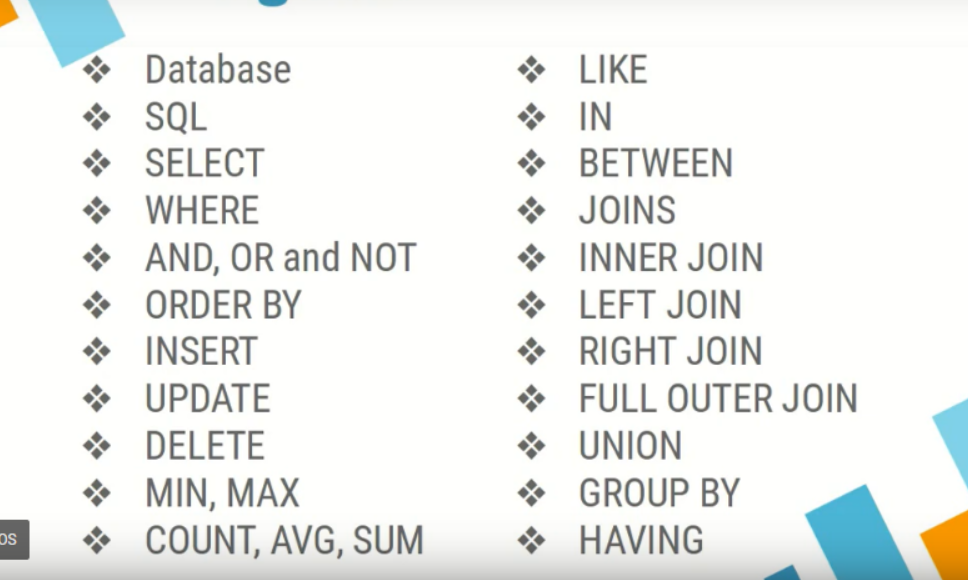 Database
SQL
SELECT
WHERE
AND, OR and NOT
ORDER BY
INSERT
UPDATE
DELETE
MIN, MAX
COUNT, AVG, SUM
LIKE
IN
BETWEEN
JOINS
INNER JOIN
LEFT JOIN
RIGHT JOIN
FULL OUTER JOIN
UNION
GROUP BY
HAVING